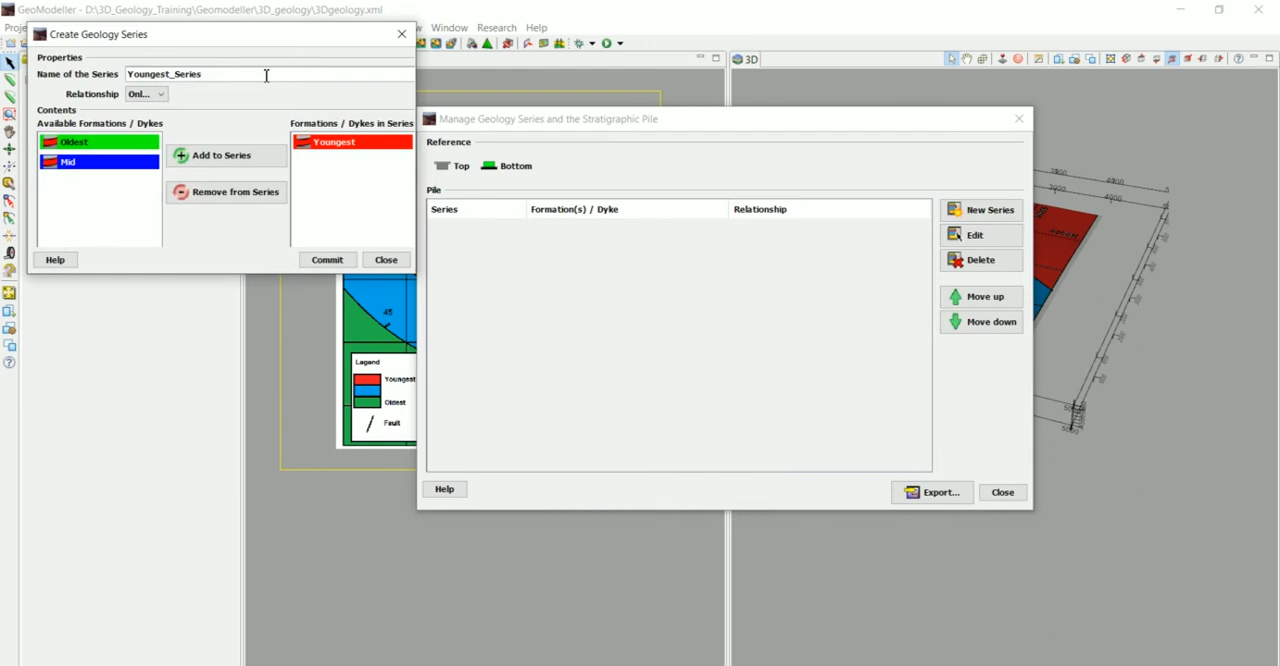 GeoModeller - D:\3D_Geology_Training\Geomodeller\3D_geology\3Dgeology.xml
Window Research Help
Create Geology Series
Properties
Name of the Series Youngest_Series
Relationship Onl...
Contents
Available Formations / Dykes
Formations / Dykes in Series
Oldest
Mid
Add to Series
Remove from Series
Youngest
Help
Commit
Close
3D
Manage Geology Series and the Stratigraphic Pile
Reference
Top Bottom
Pile
Series Formation(s) / Dyke Relationship
New Series
Edit
Delete
Move up
Move down
Help
Export...
Close
45
Legend
Youngest
Oldest
Fault
4000
4000